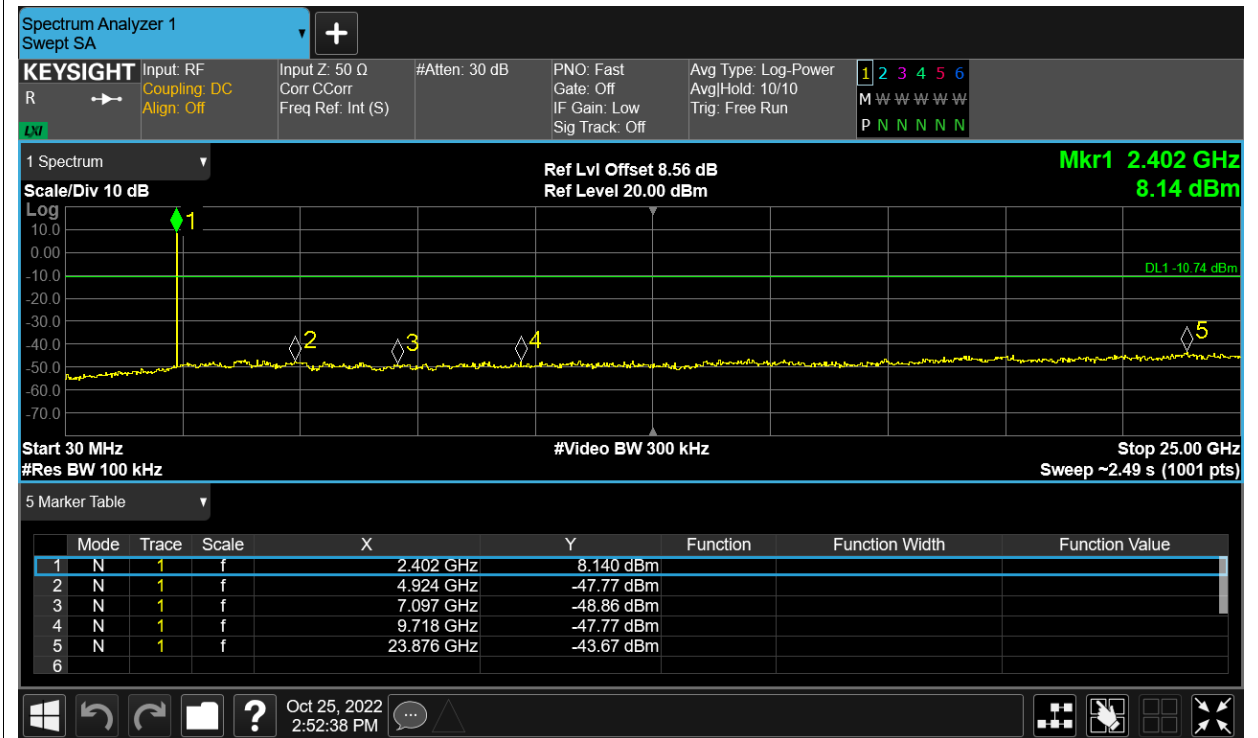 Spectrum Analyzer 1
Swept SA
+
KEYSIGHT
R
LXI
Input: RF
Coupling: DC
Align: Off
Input Z: 50 Ω
Corr CCorr
Freq Ref: Int (S)
#Atten: 30 dB
PNO: Fast
Gate: Off
IF Gain: Low
Sig Track: Off
Avg Type: Log-Power
Avg|Hold: 10/10
Trig: Free Run
1 2 3 4 5 6
M W W W W W
P N N N N N
1 Spectrum
Scale/Div 10 dB
Ref Lvl Offset 8.56 dB
Ref Level 20.00 dBm
Mkr1 2.402 GHz
8.14 dBm
Log
10.0
0.00
-10.0
-20.0
-30.0
-40.0
-50.0
-60.0
-70.0
1
2
3
4
5
DL1 -10.74 dBm
Start 30 MHz
#Res BW 100 kHz
#Video BW 300 kHz
Stop 25.00 GHz
Sweep ~2.49 s (1001 pts)
5 Marker Table
Mode Trace Scale X Y Function Function Width Function Value
1 N 1 f 2.402 GHz 8.140 dBm
2 N 1 f 4.924 GHz -47.77 dBm
3 N 1 f 7.097 GHz -48.86 dBm
4 N 1 f 9.718 GHz -47.77 dBm
5 N 1 f 23.876 GHz -43.67 dBm
6
?
Oct 25, 2022
2:52:38 PM